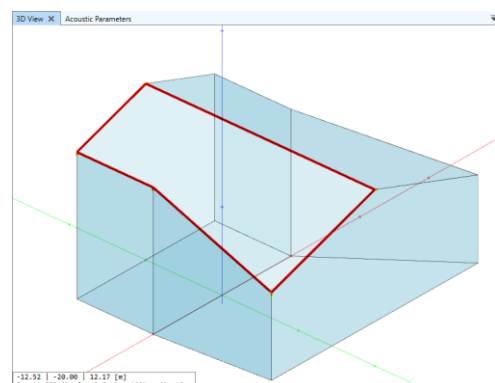 3D View X Acoustic Parameters
-12.52 | -20.00 | 12.17 [m]